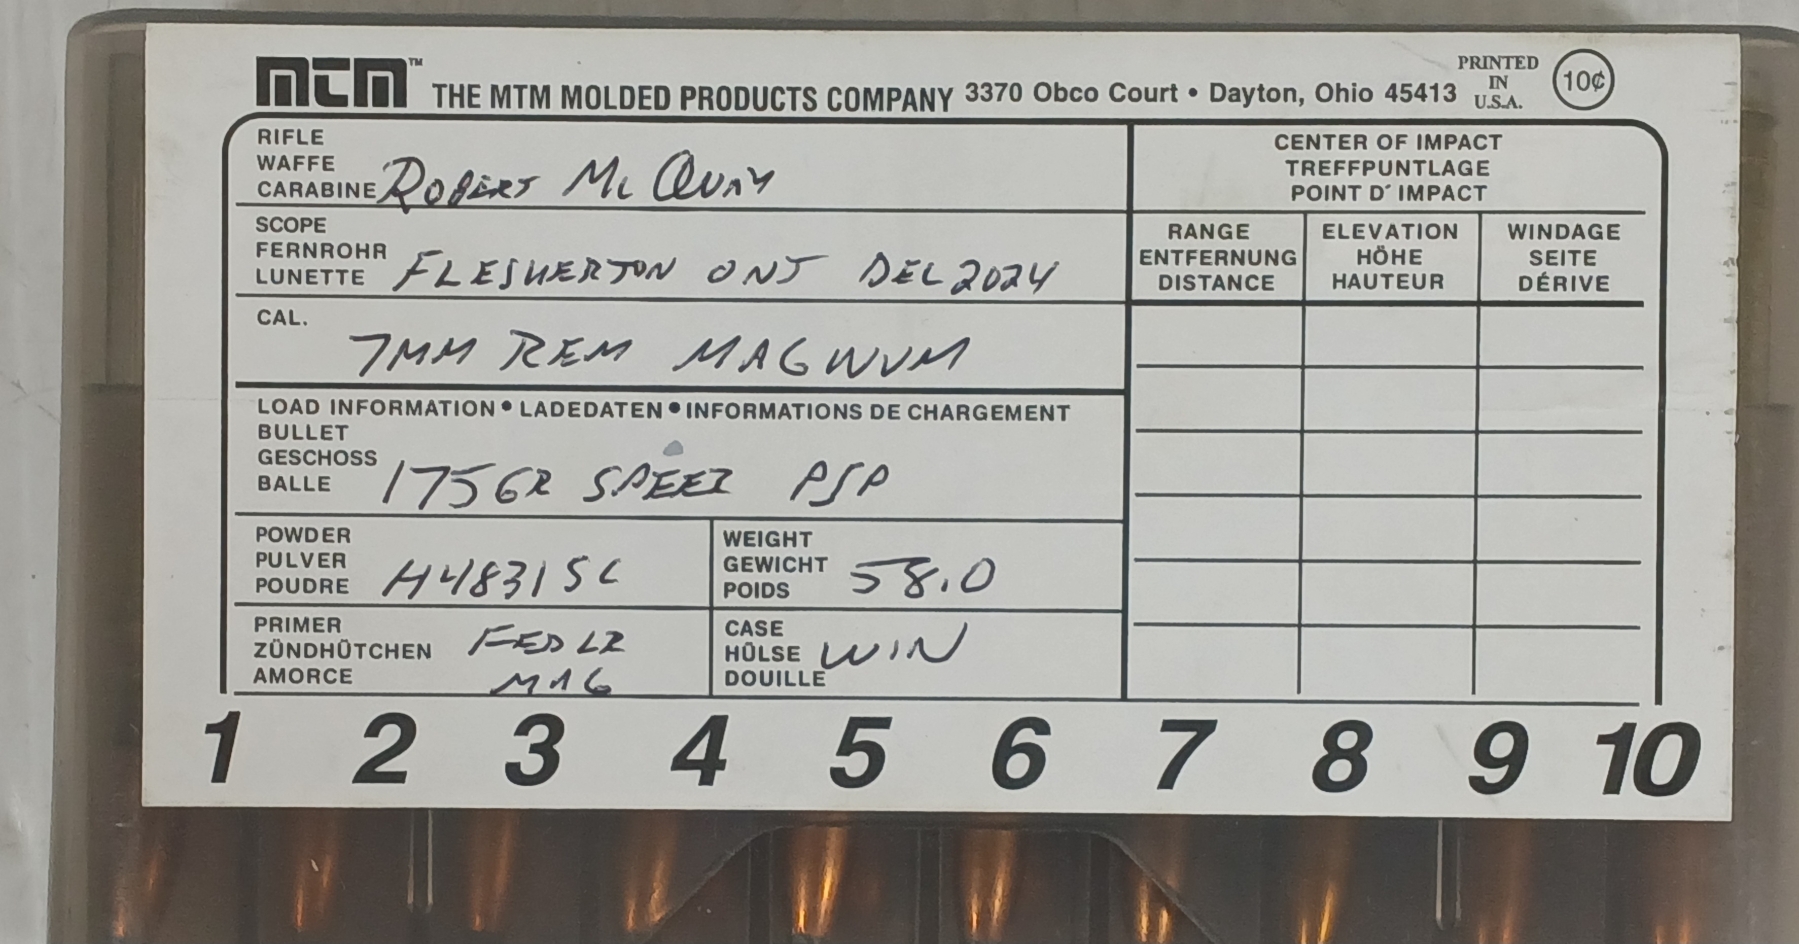 MTM™ THE MTM MOLDED PRODUCTS COMPANY 3370 Obco Court • Dayton, Ohio 45413 PRINTED IN U.S.A. 10¢
RIFLE
WAFFE
CARABINE ROBERT McQUAY
SCOPE
FERNROHR
LUNETTE FLESHERTON ONT DEC 2024
CAL.
7MM REM MAGNUM
LOAD INFORMATION • LADEDATEN • INFORMATIONS DE CHARGEMENT
BULLET
GESCHOSS
BALLE 175GR SPEER PSP
POWDER
PULVER
POUDRE H4831SC
WEIGHT
GEWICHT
POIDS 58.0
PRIMER
ZÜNDHÜTCHEN
AMORCE FED LR
MAG
CASE
HÜLSE
DOUILLE WIN
CENTER OF IMPACT
TREFFPUNTLAGE
POINT D' IMPACT
RANGE
ENTFERNUNG
DISTANCE
ELEVATION
HÖHE
HAUTEUR
WINDAGE
SEITE
DÉRIVE
1 2 3 4 5 6 7 8 9 10